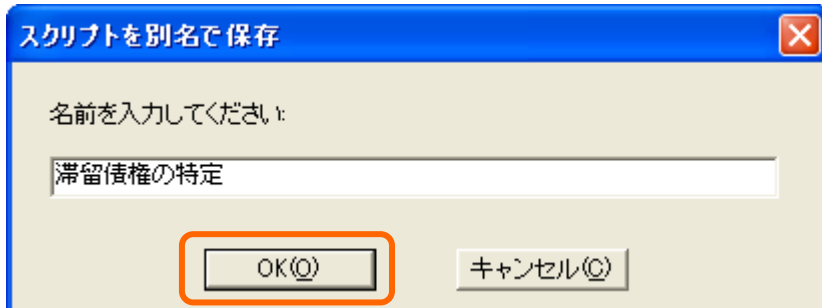 スクリプトを別名で保存
名前を入力してください:
滞留債権の特定
OK(O)
キャンセル(C)